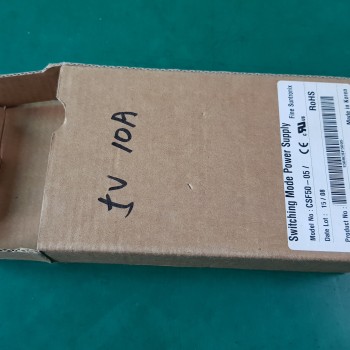 5V 10A
Switching Mode Power Supply
Fine Suntronix
Model No : CSF50-05 /
CE
RoHS
Date Lot : 15 / 08
Product No :
Made in Korea